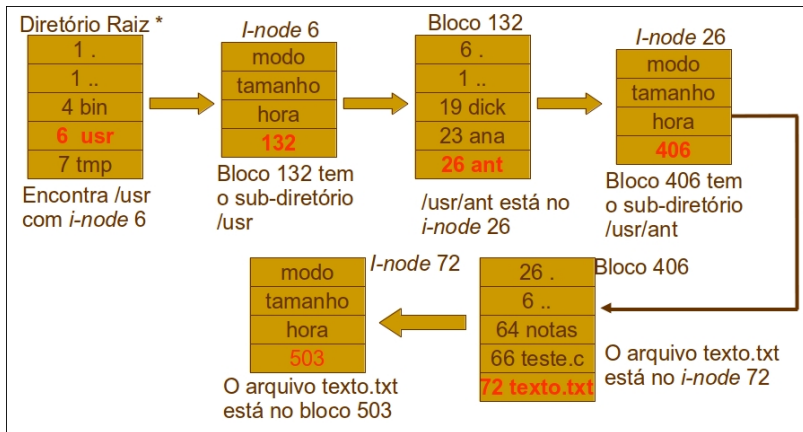 Diretório Raiz *
1 .
1 ..
4 bin
6 usr
7 tmp
Encontra /usr
com i-node 6
I-node 6
modo
tamanho
hora
132
Bloco 132 tem
o sub-diretório
/usr
Bloco 132
6 .
1 ..
19 dick
23 ana
26 ant
/usr/ant está no
i-node 26
I-node 26
modo
tamanho
hora
406
Bloco 406 tem
o sub-diretório
/usr/ant
Bloco 406
26 .
6 ..
64 notas
66 teste.c
72 texto.txt
O arquivo texto.txt
está no i-node 72
I-node 72
modo
tamanho
hora
503
O arquivo texto.txt
está no bloco 503